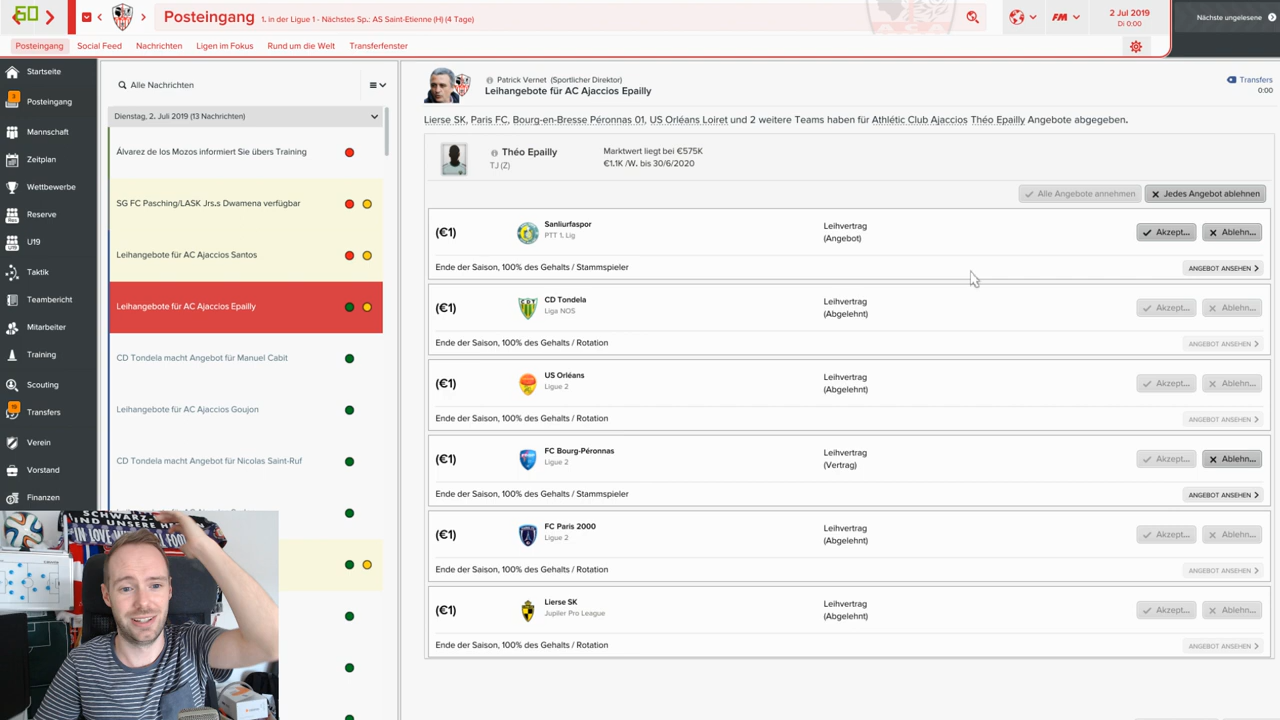 60
Posteingang
1. in der Ligue 1 - Nächstes Sp.: AS Saint-Etienne (H) (4 Tage)
FM
2 Jul 2019
Di 0:00
Nächste ungelesene
Posteingang
Social Feed
Nachrichten
Ligen im Fokus
Rund um die Welt
Transferfenster
Startseite
Posteingang
Mannschaft
Zeitplan
Wettbewerbe
Reserve
U19
Taktik
Teambericht
Mitarbeiter
Training
Scouting
Transfers
Verein
Vorstand
Finanzen
Alle Nachrichten
Dienstag, 2. Juli 2019 (13 Nachrichten)
Álvarez de los Mozos informiert Sie übers Training
SG FC Pasching/LASK Jrs.s Dwamena verfügbar
Leihangebote für AC Ajaccios Santos
Leihangebote für AC Ajaccios Epailly
CD Tondela macht Angebot für Manuel Cabit
Leihangebote für AC Ajaccios Goujon
CD Tondela macht Angebot für Nicolas Saint-Ruf
Patrick Vernet (Sportlicher Direktor)
Leihangebote für AC Ajaccios Epailly
Transfers
0:00
Lierse SK, Paris FC, Bourg-en-Bresse Péronnas 01, US Orléans Loiret und 2 weitere Teams haben für Athlétic Club Ajaccios Théo Epailly Angebote abgegeben.
Théo Epailly
TJ (Z)
Marktwert liegt bei €575K
€1.1K /W. bis 30/6/2020
Alle Angebote annehmen
Jedes Angebot ablehnen
(€1)
Sanliurfaspor
PTT 1. Lig
Leihvertrag
(Angebot)
Akzept...
Ablehn...
Ende der Saison, 100% des Gehalts / Stammspieler
ANGEBOT ANSEHEN
(€1)
CD Tondela
Liga NOS
Leihvertrag
(Abgelehnt)
Akzept...
Ablehn...
Ende der Saison, 100% des Gehalts / Rotation
ANGEBOT ANSEHEN
(€1)
US Orléans
Ligue 2
Leihvertrag
(Abgelehnt)
Akzept...
Ablehn...
Ende der Saison, 100% des Gehalts / Rotation
ANGEBOT ANSEHEN
(€1)
FC Bourg-Péronnas
Ligue 2
Leihvertrag
(Vertrag)
Akzept...
Ablehn...
Ende der Saison, 100% des Gehalts / Stammspieler
ANGEBOT ANSEHEN
(€1)
FC Paris 2000
Ligue 2
Leihvertrag
(Abgelehnt)
Akzept...
Ablehn...
Ende der Saison, 100% des Gehalts / Rotation
ANGEBOT ANSEHEN
(€1)
Lierse SK
Jupiler Pro League
Leihvertrag
(Abgelehnt)
Akzept...
Ablehn...
Ende der Saison, 100% des Gehalts / Rotation
ANGEBOT ANSEHEN
SCHWARZ-
SIND UNSERE
IN LOVE